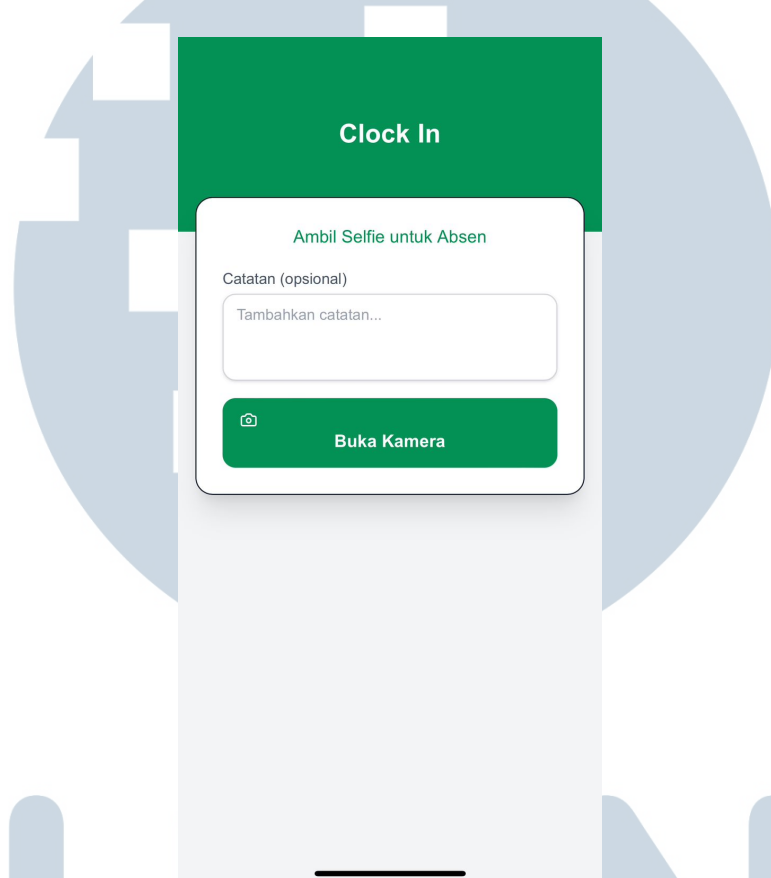 Clock In
Ambil Selfie untuk Absen
Catatan (opsional)
Tambahkan catatan...
Buka Kamera